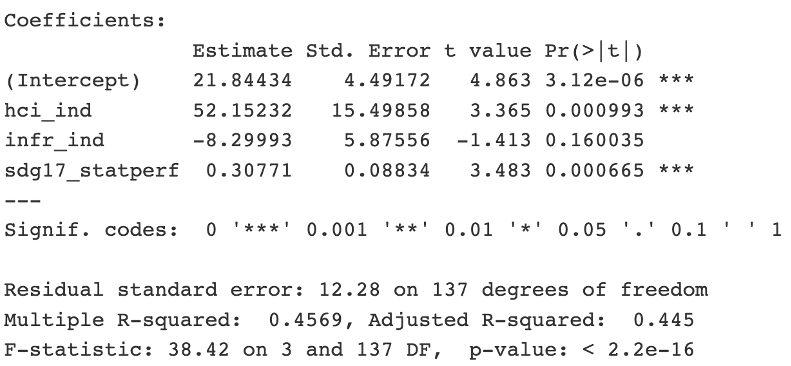 Coefficients:
Estimate Std. Error t value Pr(>|t|)
(Intercept) 21.84434 4.49172 4.863 3.12e-06 ***
hci_ind 52.15232 15.49858 3.365 0.000993 ***
infr_ind -8.29993 5.87556 -1.413 0.160035
sdg17_statperf 0.30771 0.08834 3.483 0.000665 ***
---
Signif. codes: 0 '***' 0.001 '**' 0.01 '*' 0.05 '.' 0.1 ' ' 1
Residual standard error: 12.28 on 137 degrees of freedom
Multiple R-squared: 0.4569, Adjusted R-squared: 0.445
F-statistic: 38.42 on 3 and 137 DF, p-value: < 2.2e-16